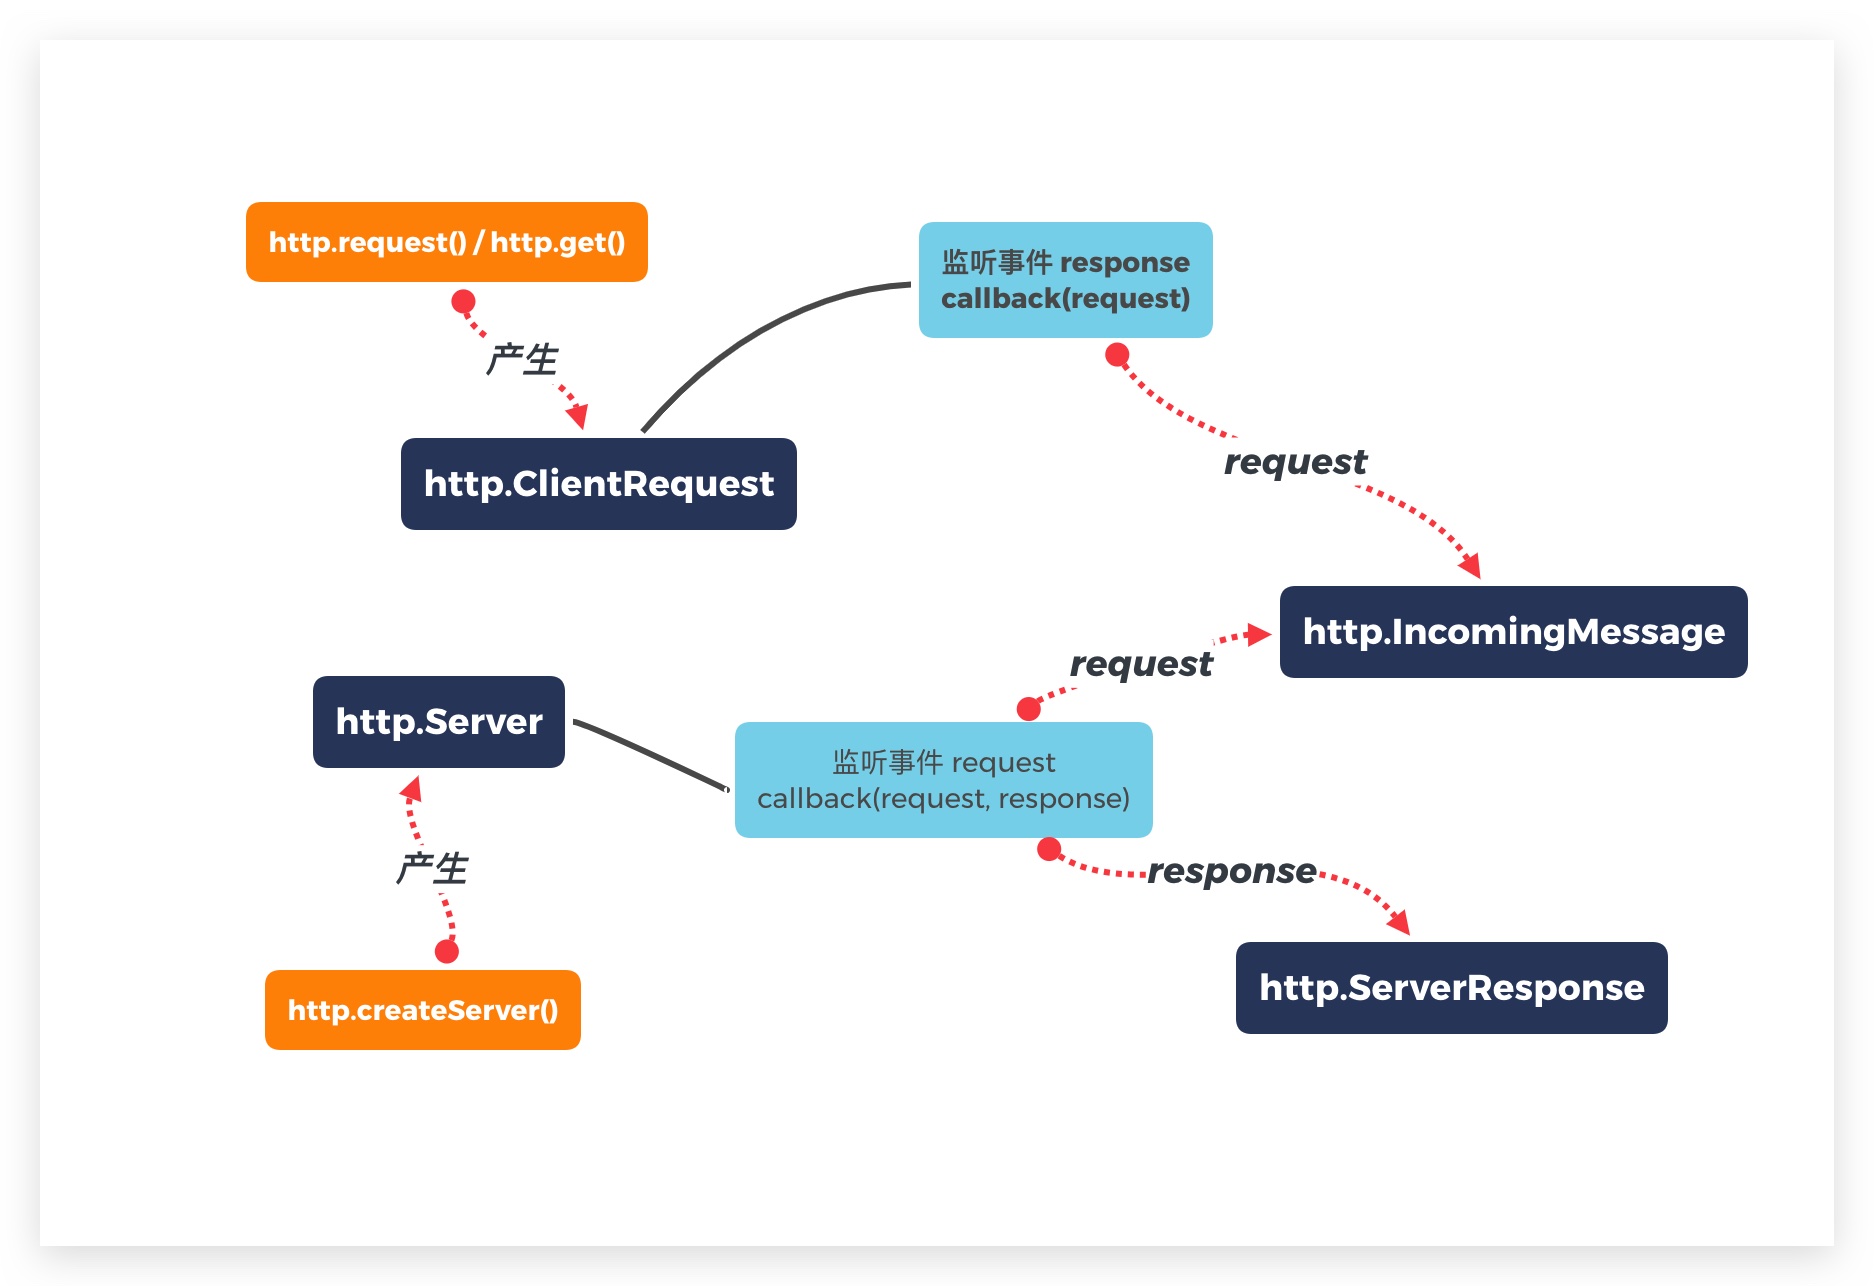 http.request() / http.get()
监听事件 response
callback(request)
产生
http.ClientRequest
request
http.IncomingMessage
request
http.Server
监听事件 request
callback(request, response)
产生
response
http.ServerResponse
http.createServer()